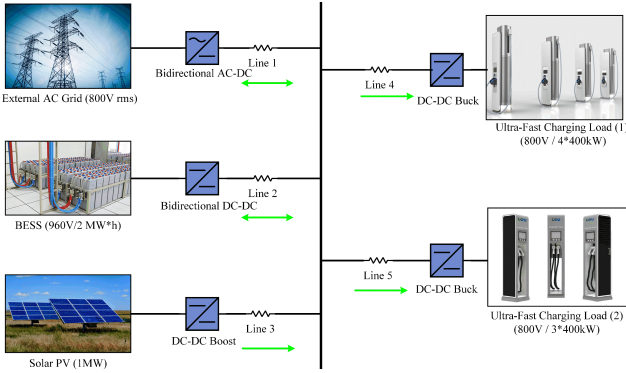 Line 1
Bidirectional AC-DC
External AC Grid (800V rms)
Line 2
Bidirectional DC-DC
BESS (960V/2 MW*h)
Line 3
DC-DC Boost
Solar PV (1MW)
Line 4
DC-DC Buck
Ultra-Fast Charging Load (1)
(800V / 4*400kW)
Line 5
DC-DC Buck
Ultra-Fast Charging Load (2)
(800V / 3*400kW)